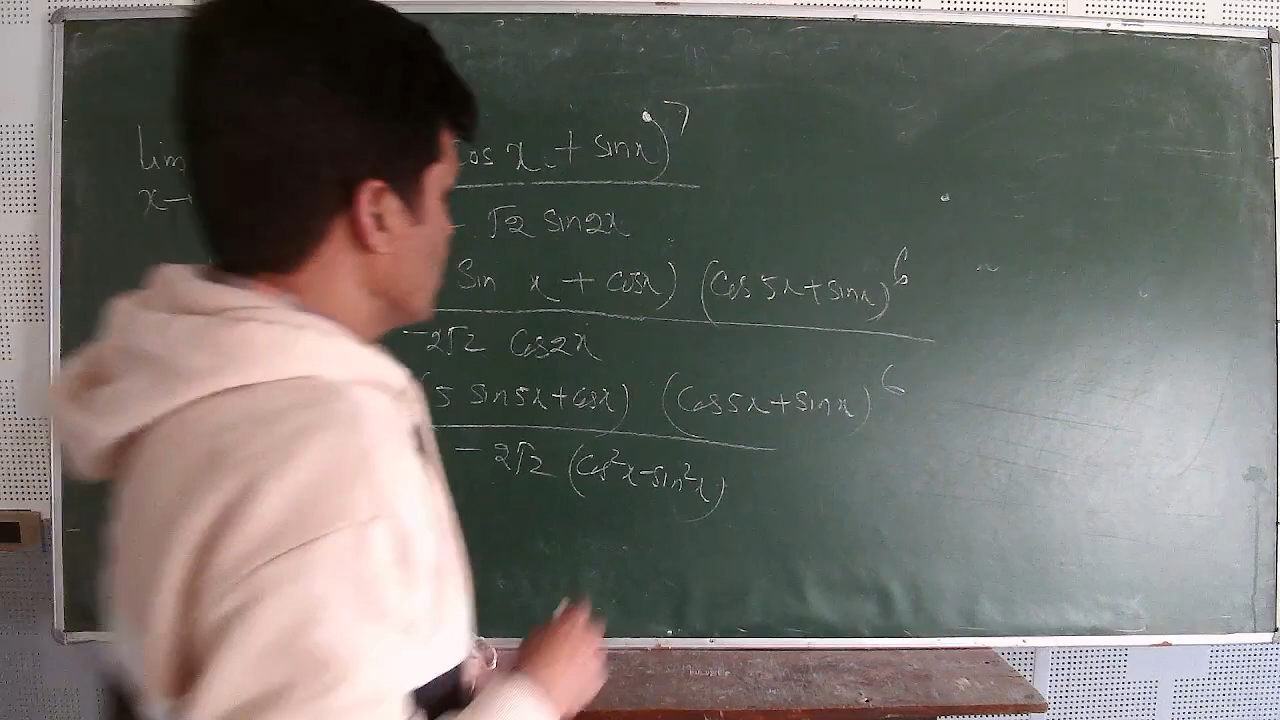 lim cos x + sinx)^7
x→ - √2 sin2x
sin x + cosx) (cos 5x + sinx)^6
-2√2 cos2x
(5 sin5x + cosx) (cos5x + sinx)^6
- 2√2 (cos²x - sin²x)